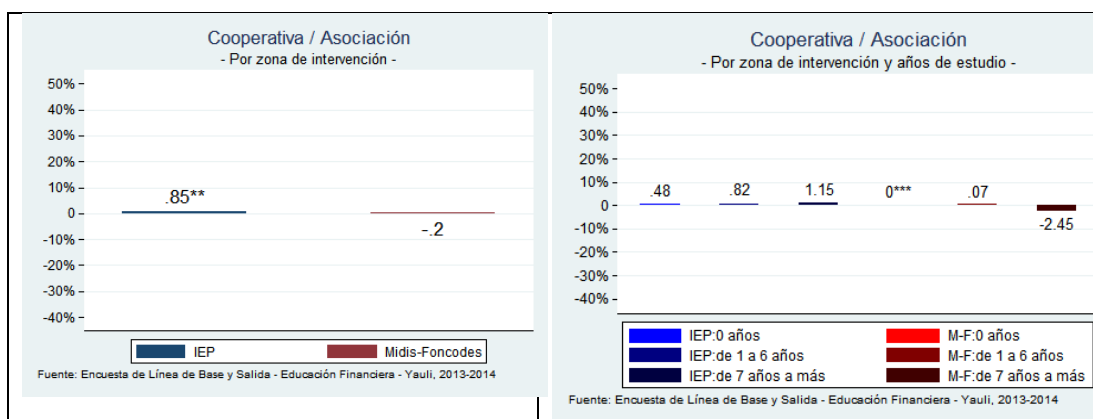 Cooperativa / Asociación
- Por zona de intervención -
50%
40%
30%
20%
10%
0
-10%
-20%
-30%
-40%
.85**
-.2
IEP
Midis-Foncodes
Fuente: Encuesta de Línea de Base y Salida - Educación Financiera - Yauli, 2013-2014
Cooperativa / Asociación
- Por zona de intervención y años de estudio -
50%
40%
30%
20%
10%
0
-10%
-20%
-30%
-40%
.48
.82
1.15
0***
.07
-2.45
IEP:0 años
M-F:0 años
IEP:de 1 a 6 años
M-F:de 1 a 6 años
IEP:de 7 años a más
M-F:de 7 años a más
Fuente: Encuesta de Línea de Base y Salida - Educación Financiera - Yauli, 2013-2014